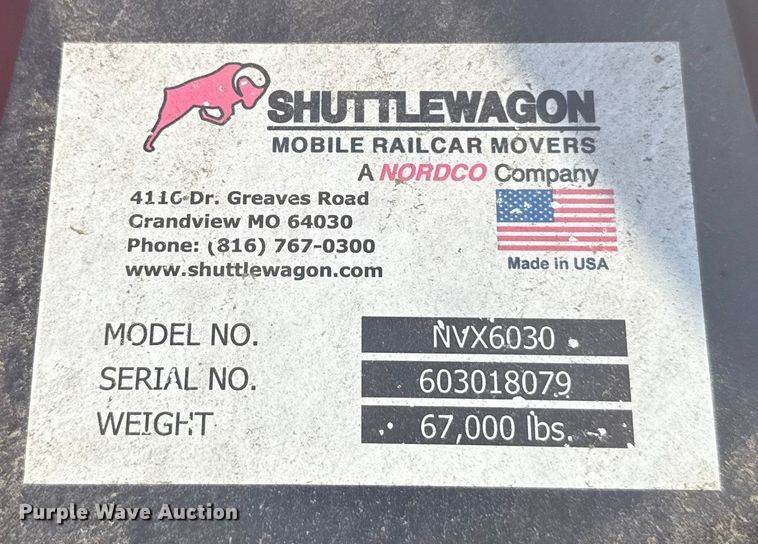 SHUTTLEWAGON
MOBILE RAILCAR MOVERS
A NORDCO Company
4110 Dr. Greaves Road
Grandview MO 64030
Phone: (816) 767-0300
www.shuttlewagon.com
Made in USA
MODEL NO. NVX6030
SERIAL NO. 603018079
WEIGHT 67,000 lbs.
Purple Wave Auction